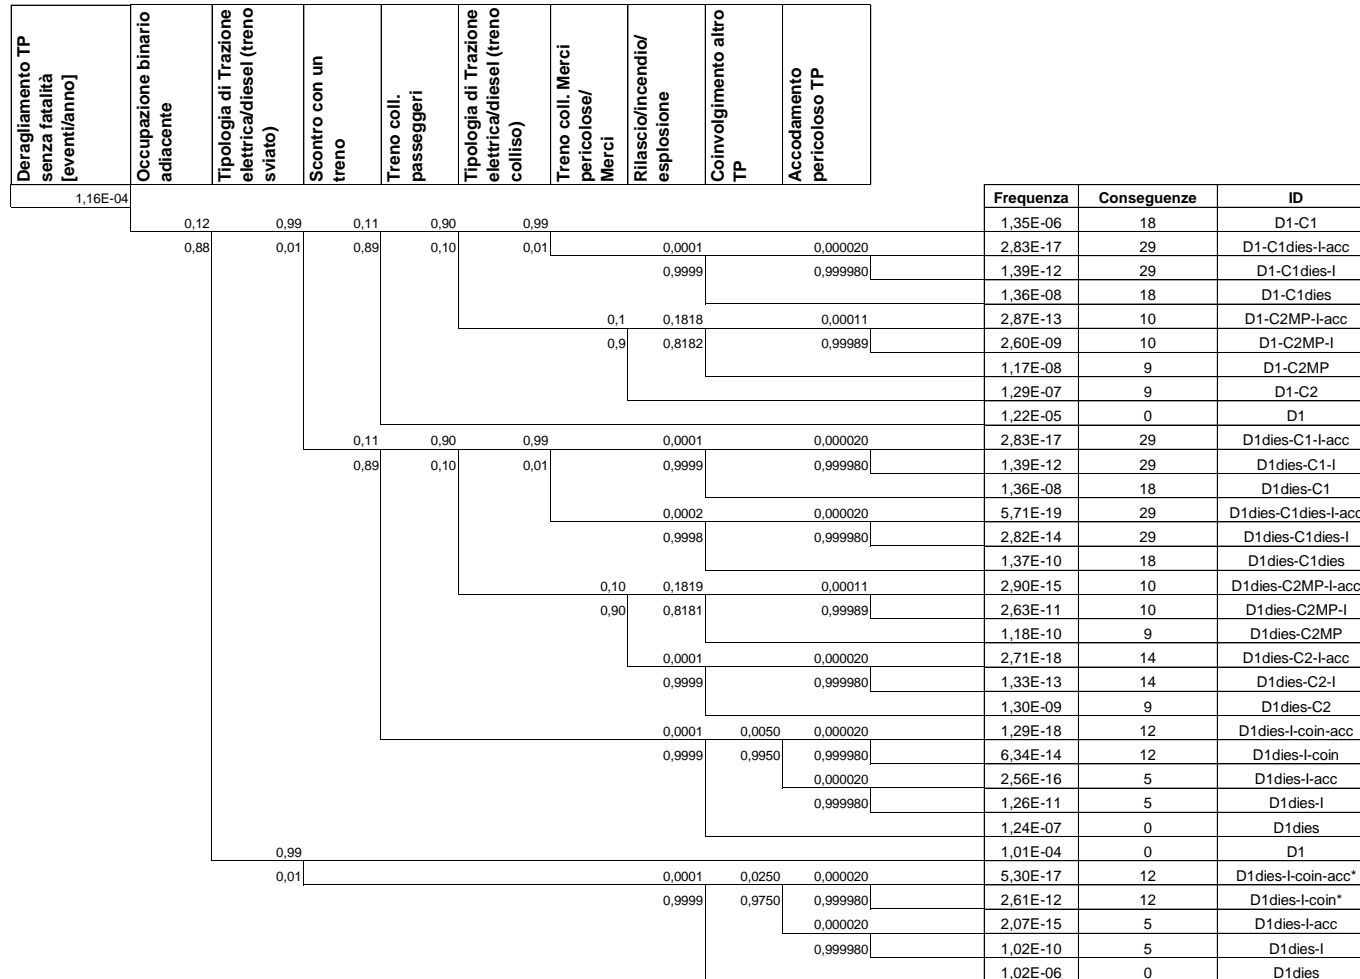 Deragliamento TP
senza fatalità
[eventi/anno]
Occupazione binario
adiacente
Tipologia di Trazione
elettrica/diesel (treno
sviato)
Scontro con un
treno
Treno coll.
passeggeri
Tipologia di Trazione
elettrica/diesel (treno
colliso)
Treno coll. Merci
pericolose/
Merci
Rilascio/incendio/
esplosione
Coinvolgimento altro
TP
Accodamento
pericoloso TP
1,16E-04 Frequenza Conseguenze ID
0,12 0,99 0,11 0,90 0,99 1,35E-06 18 D1-C1
0,88 0,01 0,89 0,10 0,01 0,0001 0,000020 2,83E-17 29 D1-C1dies-I-acc
0,9999 0,999980 1,39E-12 29 D1-C1dies-I
1,36E-08 18 D1-C1dies
0,1 0,1818 0,00011 2,87E-13 10 D1-C2MP-I-acc
0,9 0,8182 0,99989 2,60E-09 10 D1-C2MP-I
1,17E-08 9 D1-C2MP
1,29E-07 9 D1-C2
1,22E-05 0 D1
0,11 0,90 0,99 0,0001 0,000020 2,83E-17 29 D1dies-C1-I-acc
0,89 0,10 0,01 0,9999 0,999980 1,39E-12 29 D1dies-C1-I
1,36E-08 18 D1dies-C1
0,0002 0,000020 5,71E-19 29 D1dies-C1dies-I-acc
0,9998 0,999980 2,82E-14 29 D1dies-C1dies-I
1,37E-10 18 D1dies-C1dies
0,10 0,1819 0,00011 2,90E-15 10 D1dies-C2MP-I-acc
0,90 0,8181 0,99989 2,63E-11 10 D1dies-C2MP-I
1,18E-10 9 D1dies-C2MP
0,0001 0,000020 2,71E-18 14 D1dies-C2-I-acc
0,9999 0,999980 1,33E-13 14 D1dies-C2-I
1,30E-09 9 D1dies-C2
0,0001 0,0050 0,000020 1,29E-18 12 D1dies-I-coin-acc
0,9999 0,9950 0,999980 6,34E-14 12 D1dies-I-coin
0,000020 2,56E-16 5 D1dies-I-acc
0,999980 1,26E-11 5 D1dies-I
1,24E-07 0 D1dies
0,99 1,01E-04 0 D1
0,01 0,0001 0,0250 0,000020 5,30E-17 12 D1dies-I-coin-acc*
0,9999 0,9750 0,999980 2,61E-12 12 D1dies-I-coin*
0,000020 2,07E-15 5 D1dies-I-acc
0,999980 1,02E-10 5 D1dies-I
1,02E-06 0 D1dies